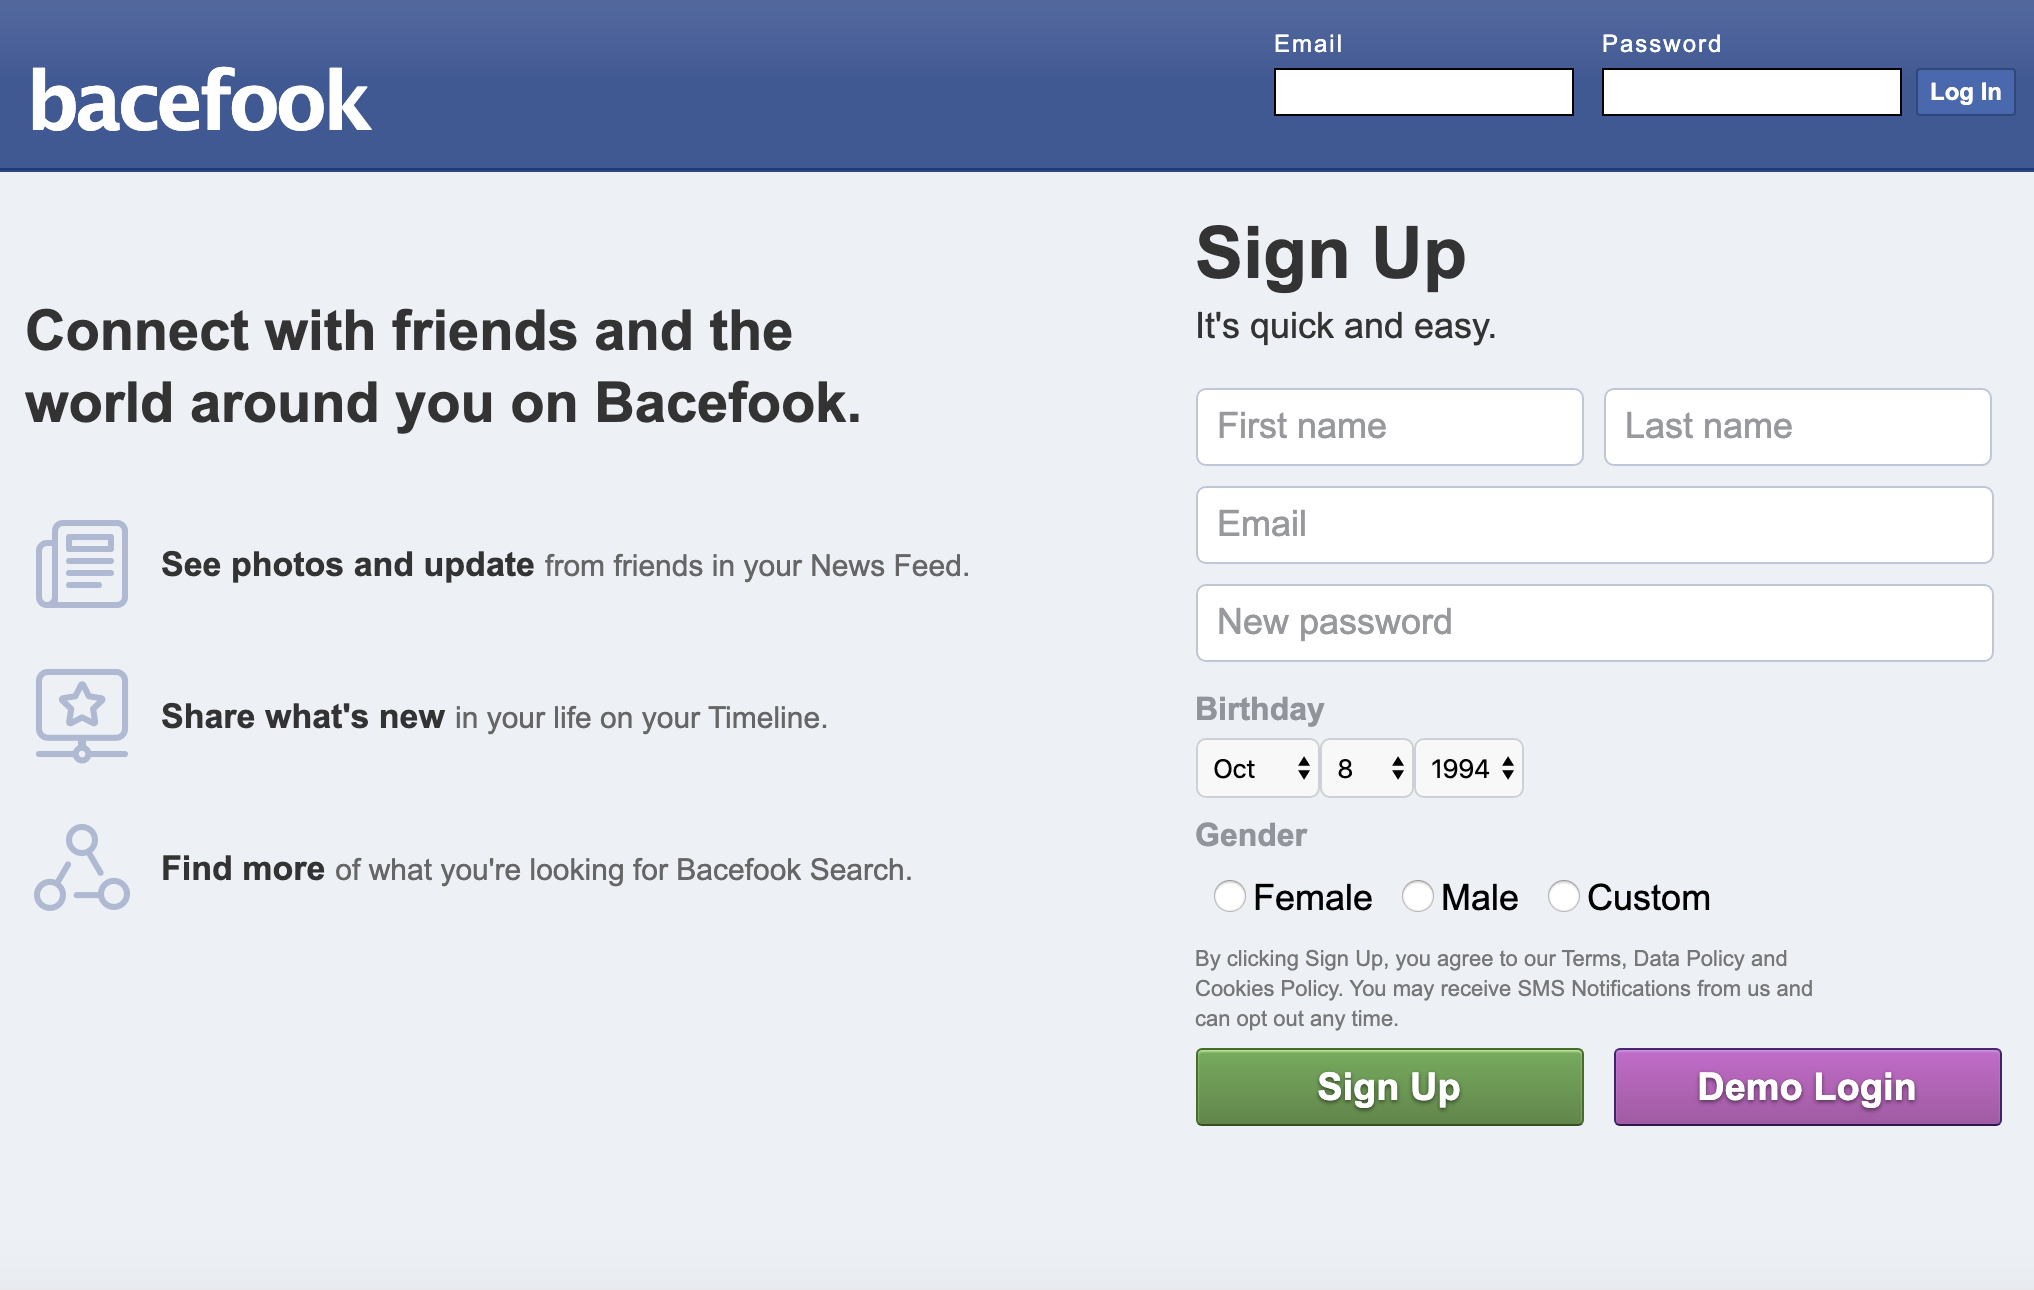 bacefook
Email
Password
Log In
Connect with friends and the
world around you on Bacefook.
See photos and update from friends in your News Feed.
Share what's new in your life on your Timeline.
Find more of what you're looking for Bacefook Search.
Sign Up
It's quick and easy.
First name
Last name
Email
New password
Birthday
Oct 8 1994
Gender
Female Male Custom
By clicking Sign Up, you agree to our Terms, Data Policy and
Cookies Policy. You may receive SMS Notifications from us and
can opt out any time.
Sign Up
Demo Login